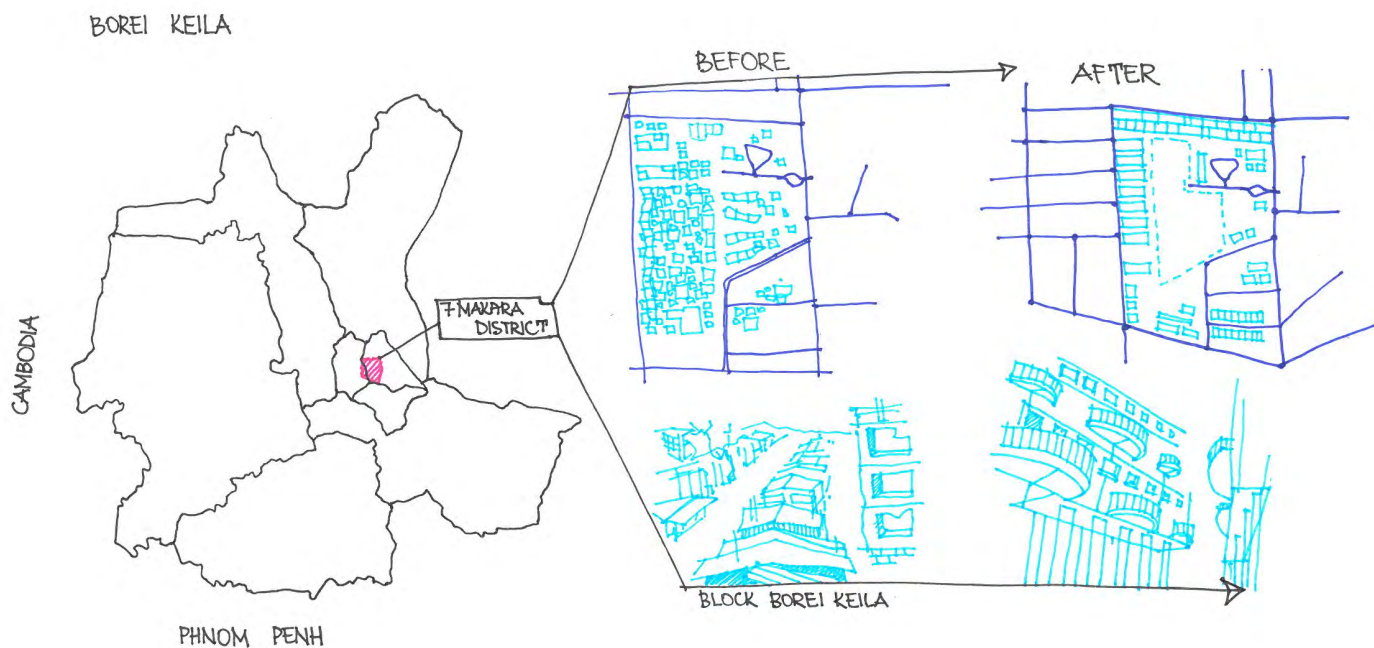 BOREI KEILA
BEFORE
AFTER
7 MAKARA
DISTRICT
CAMBODIA
BLOCK BOREI KEILA
PHNOM PENH